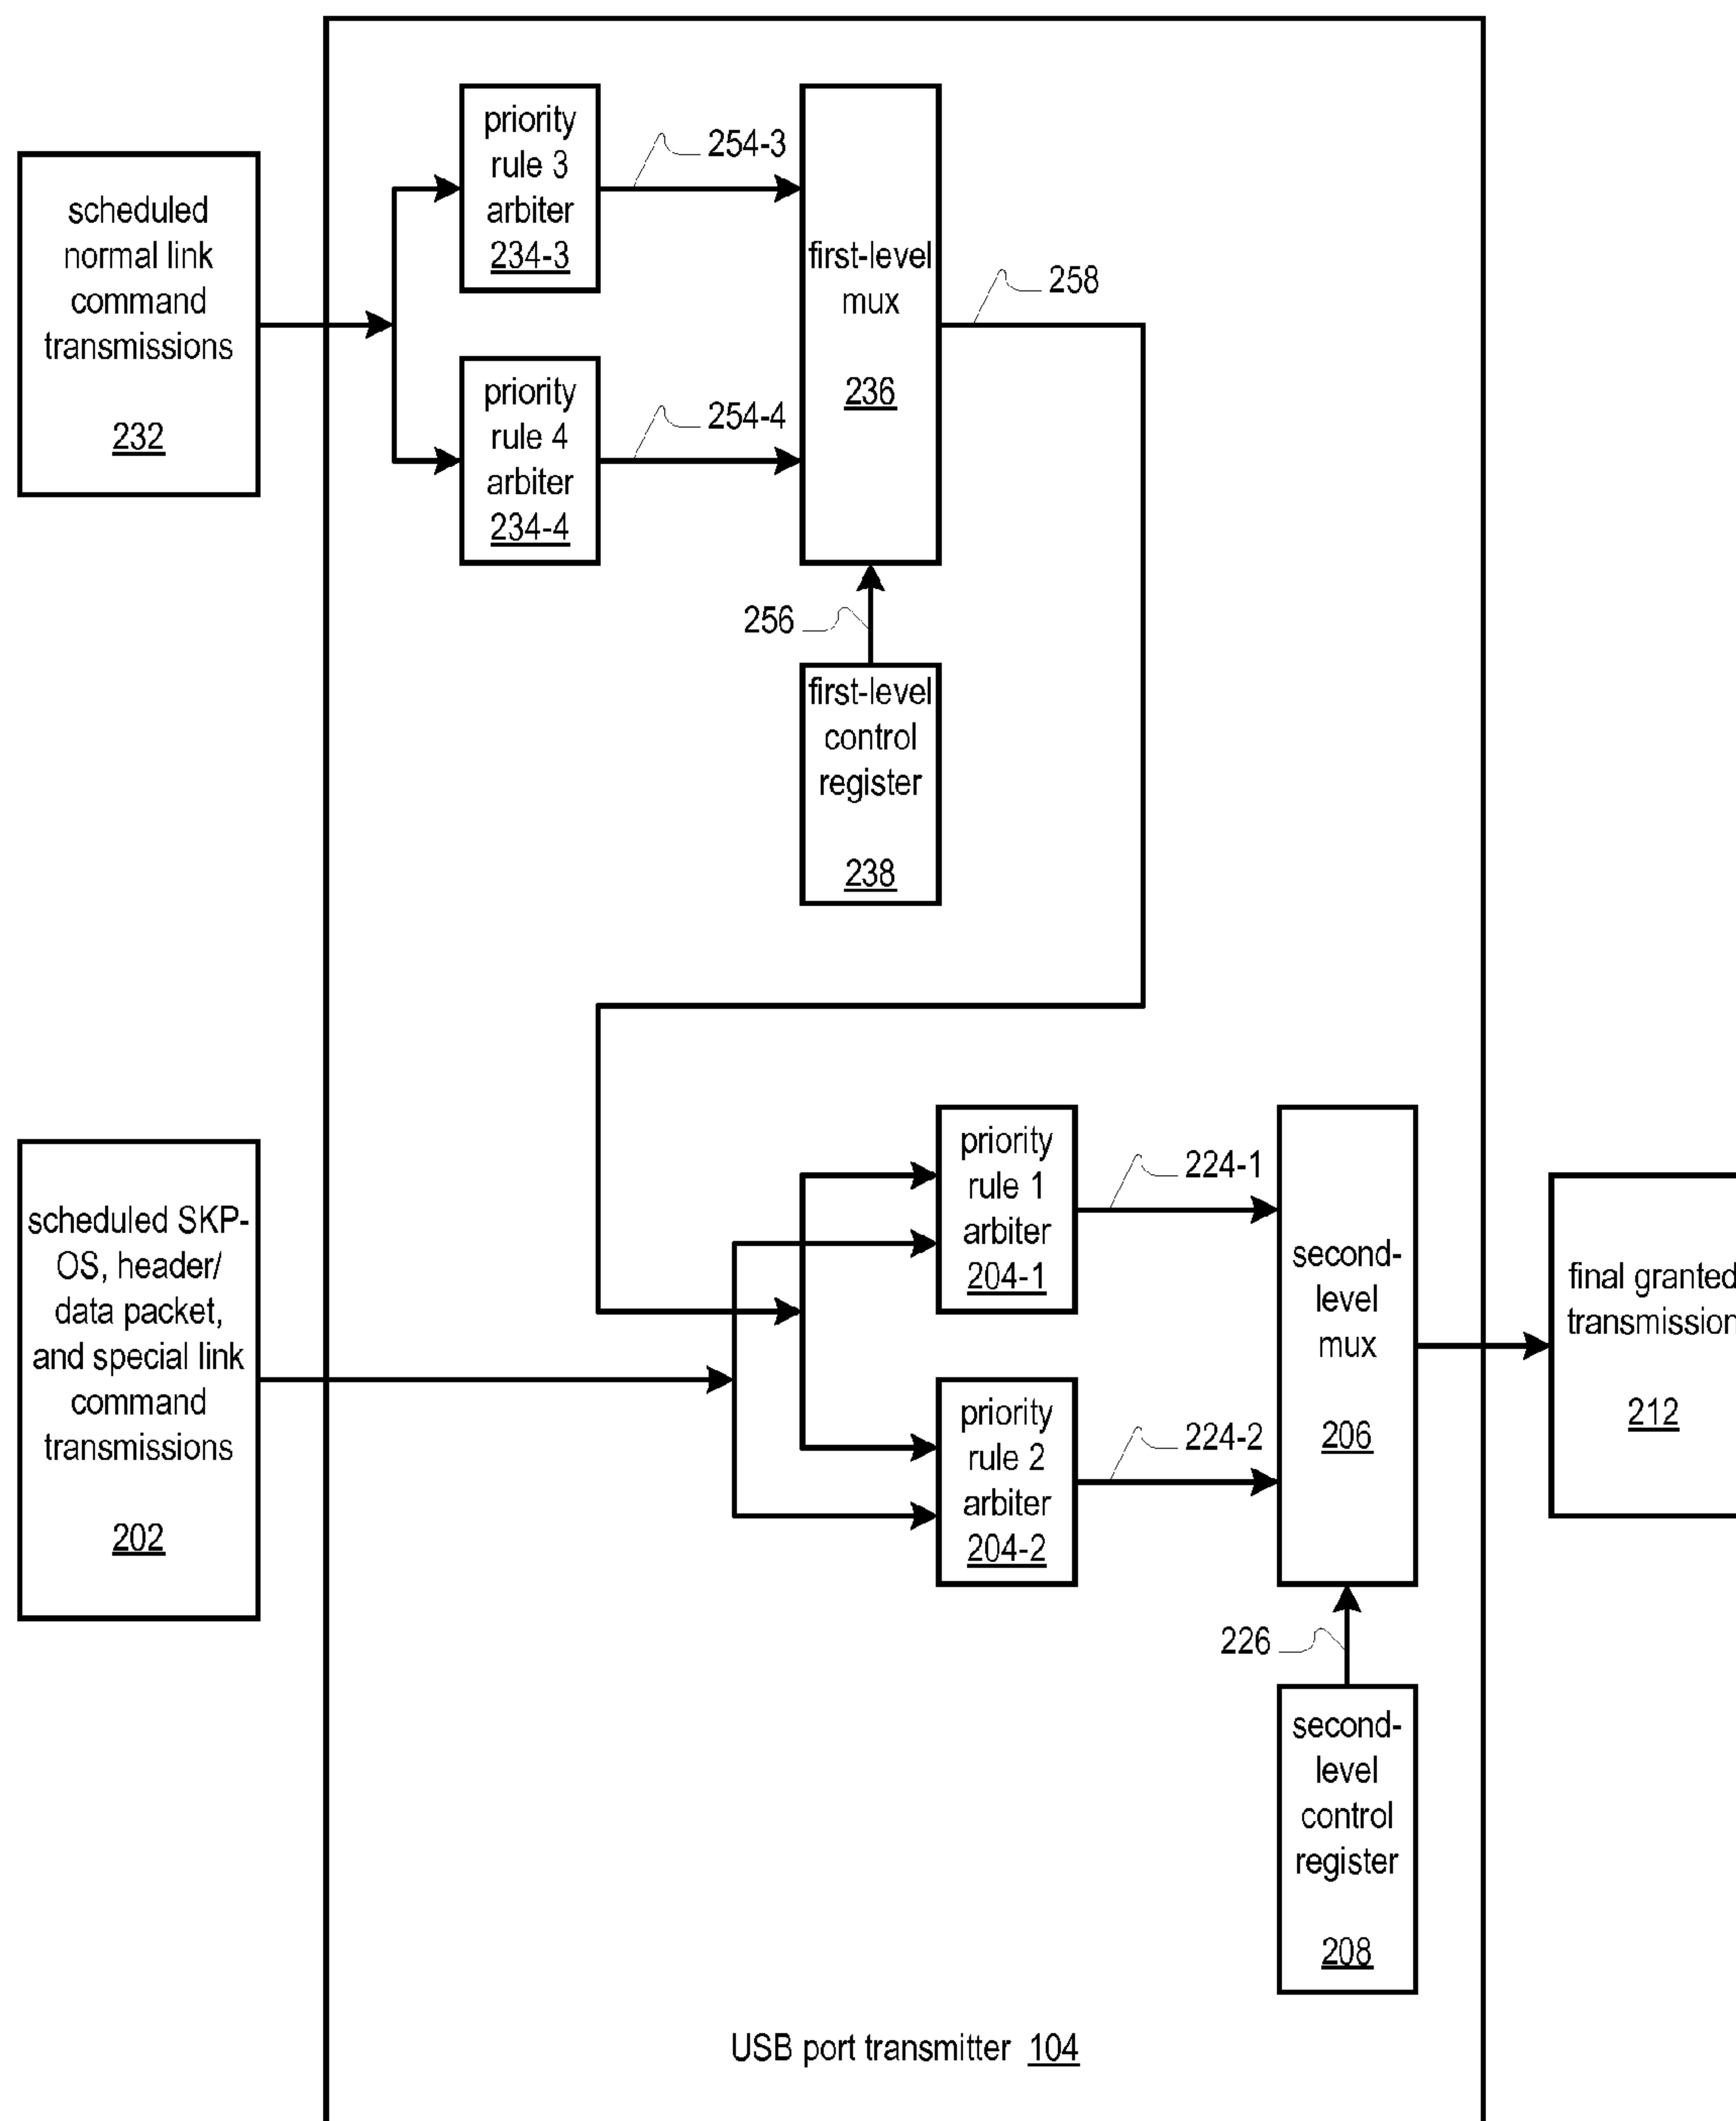 scheduled
normal link
command
transmissions
232
priority
rule 3
arbiter
234-3
254-3
priority
rule 4
arbiter
234-4
254-4
first-level
mux
236
258
256
first-level
control
register
238
scheduled SKP-
OS, header/
data packet,
and special link
command
transmissions
202
priority
rule 1
arbiter
204-1
224-1
priority
rule 2
arbiter
204-2
224-2
second-
level
mux
206
226
second-
level
control
register
208
final granted
transmission
212
USB port transmitter 104